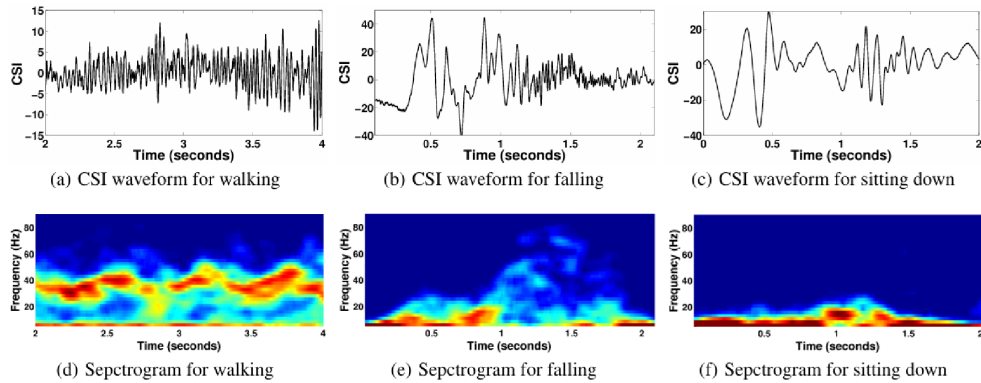 15
10
5
0
−5
−10
−15
CSI
2 2.5 3 3.5 4
Time (seconds)
(a) CSI waveform for walking
40
20
0
−20
−40
CSI
0.5 1 1.5 2
Time (seconds)
(b) CSI waveform for falling
20
0
−20
−40
CSI
0 0.5 1 1.5 2
Time (seconds)
(c) CSI waveform for sitting down
80
60
40
20
Frequency (Hz)
2 2.5 3 3.5 4
Time (seconds)
(d) Sepctrogram for walking
80
60
40
20
Frequency (Hz)
0.5 1 1.5 2
Time (seconds)
(e) Sepctrogram for falling
80
60
40
20
Frequency (Hz)
0.5 1 1.5 2
Time (seconds)
(f) Sepctrogram for sitting down